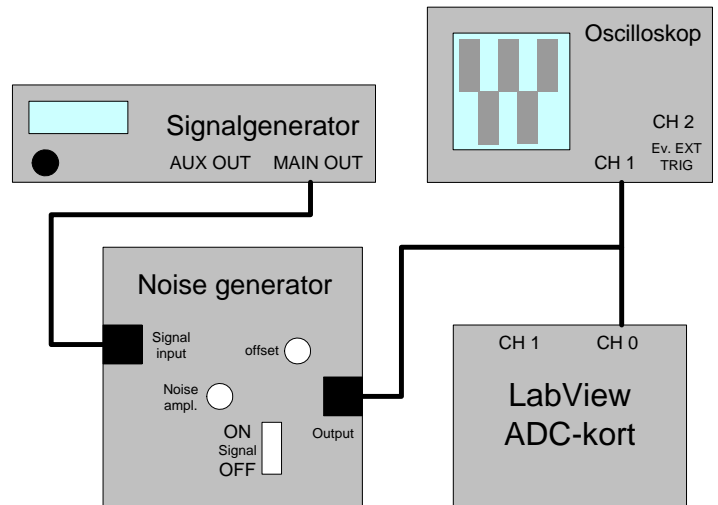 Signalgenerator
AUX OUT MAIN OUT
Oscilloskop
CH 2
Ev. EXT
TRIG
CH 1
Noise generator
Signal
input
offset
Noise
ampl.
ON
Signal
OFF
Output
CH 1 CH 0
LabView
ADC-kort